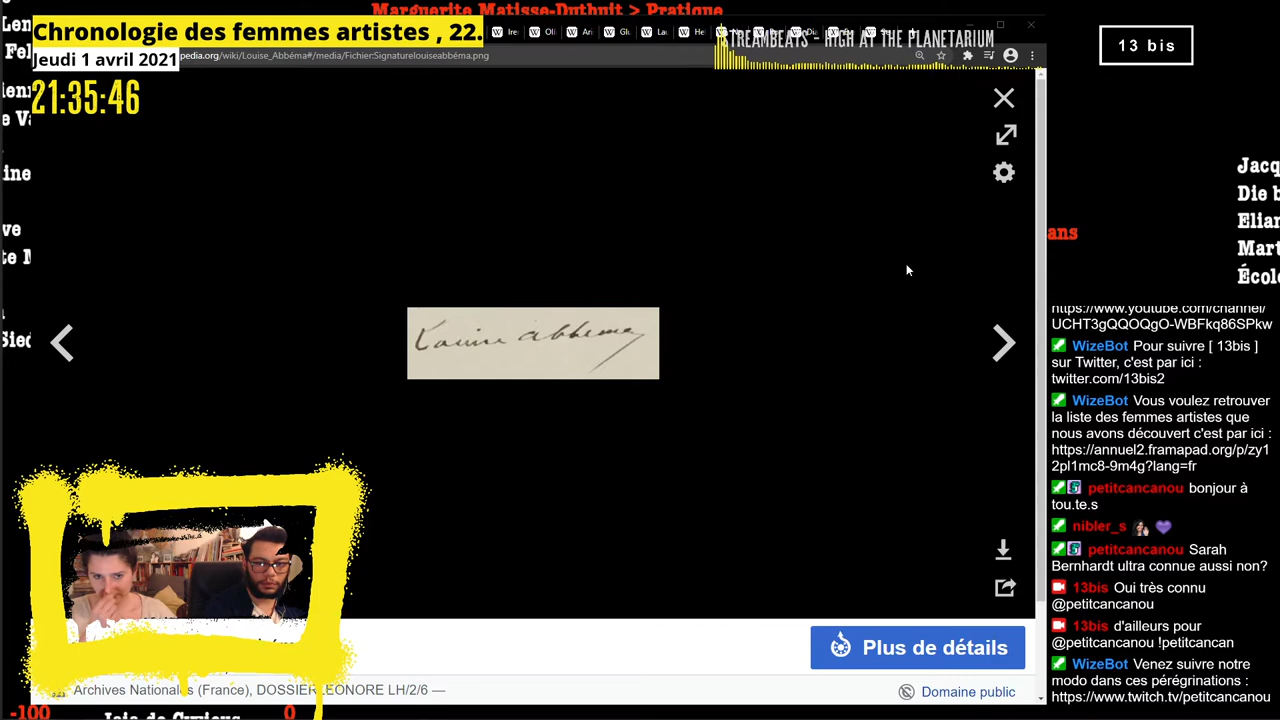 Marguerite Matisse-Duthuit > Pratique
Chronologie des femmes artistes , 22.
Jeudi 1 avril 2021
pedia.org/wiki/Louise_Abbéma#/media/Fichier:Signaturelouiseabbéma.png
STREAMBEATS - HIGH AT THE PLANETARIUM
21:35:46
13 bis
Jacq
Die b
Elian
Mart
Écol
ans
Louise Abbema
https://www.youtube.com/channel/
UCHT3gQQOQgO-WBFkq86SPkw
WizeBot Pour suivre [ 13bis ]
sur Twitter, c'est par ici :
twitter.com/13bis2
WizeBot Vous voulez retrouver
la liste des femmes artistes que
nous avons découvert c'est par ici :
https://annuel2.framapad.org/p/zy1
2pl1mc8-9m4g?lang=fr
petitcancanou bonjour à
tou.te.s
nibler_s
petitcancanou Sarah
Bernhardt ultra connue aussi non?
13bis Oui très connu
@petitcancanou
13bis d'ailleurs pour
@petitcancanou !petitcancan
WizeBot Venez suivre notre
modo dans ces pérégrinations :
https://www.twitch.tv/petitcancanou
Plus de détails
Archives Nationales (France), DOSSIER LEONORE LH/2/6 —
Domaine public
-100
0